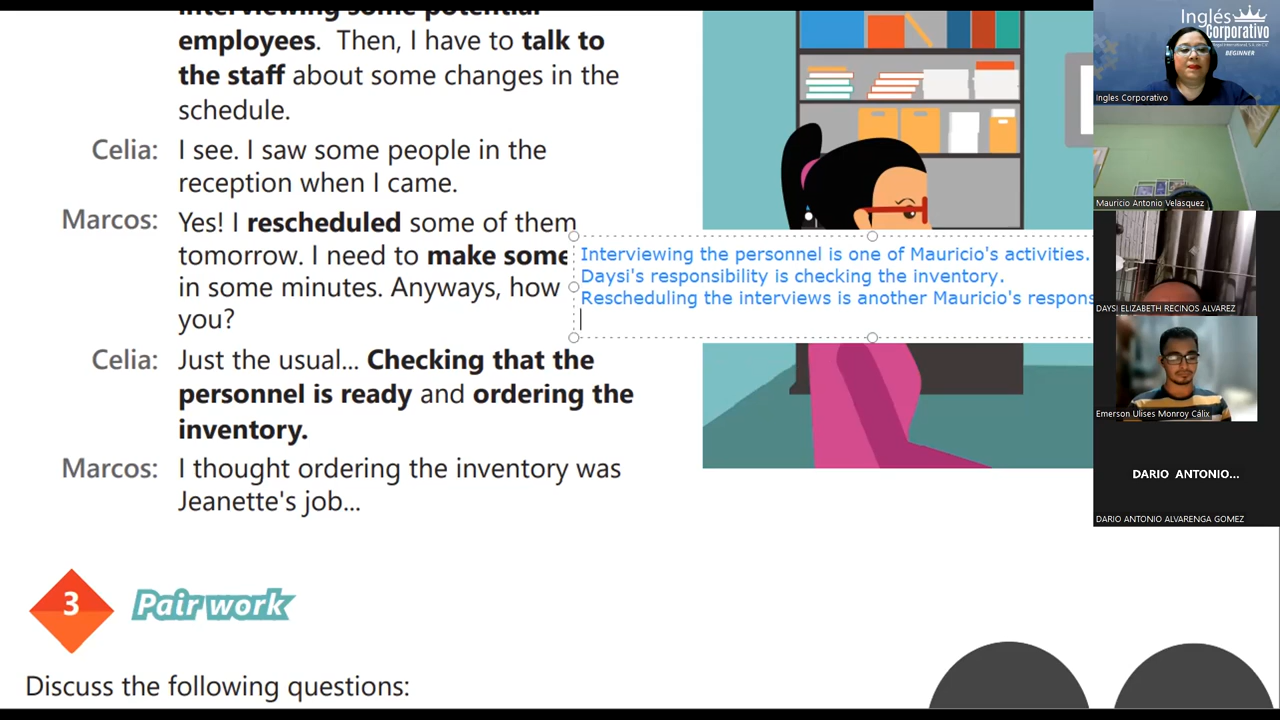 interviewing some potential
employees. Then, I have to talk to
the staff about some changes in the
schedule.
Celia: I see. I saw some people in the
reception when I came.
Marcos: Yes! I rescheduled some of them
tomorrow. I need to make some
in some minutes. Anyways, how
you?
Celia: Just the usual... Checking that the
personnel is ready and ordering the
inventory.
Marcos: I thought ordering the inventory was
Jeanette's job...
Interviewing the personnel is one of Mauricio's activities.
Daysi's responsibility is checking the inventory.
Rescheduling the interviews is another Mauricio's respons
3 Pair work
Discuss the following questions:
Inglés
Corporativo
BEGINNER
Ingles Corporativo
Mauricio Antonio Velasquez
DAYSI ELIZABETH RECINOS ALVAREZ
Emerson Ulises Monroy Cálix
DARIO ANTONIO...
DARIO ANTONIO ALVARENGA GOMEZ